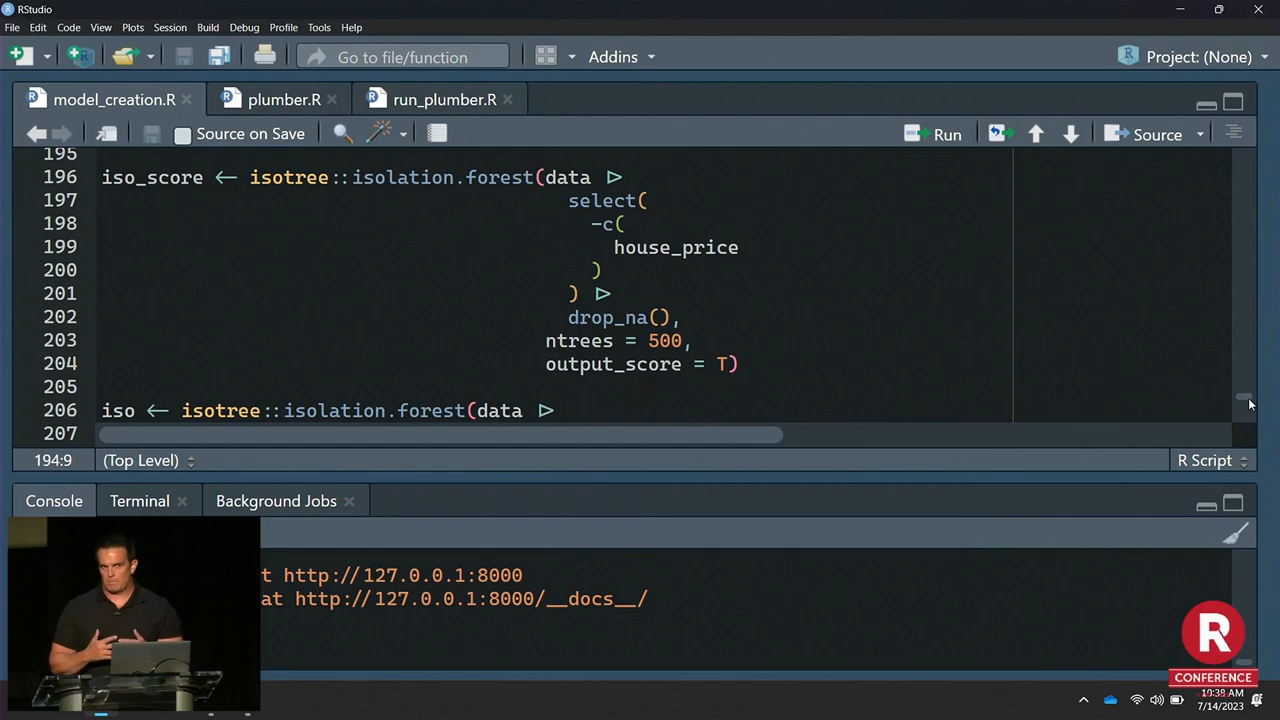 RStudio
File Edit Code View Plots Session Build Debug Profile Tools Help
Go to file/function Addins Project: (None)
model_creation.R plumber.R run_plumber.R
Source on Save Run Source
195
196 iso_score ← isotree::isolation.forest(data ▷
197 select(
198 -c(
199 house_price
200 )
201 ) ▷
202 drop_na(),
203 ntrees = 500,
204 output_score = T)
205
206 iso ← isotree::isolation.forest(data ▷
207
194:9 (Top Level) R Script
Console Terminal Background Jobs
t http://127.0.0.1:8000
at http://127.0.0.1:8000/__docs__/
R
CONFERENCE
10:39 AM
7/14/2023